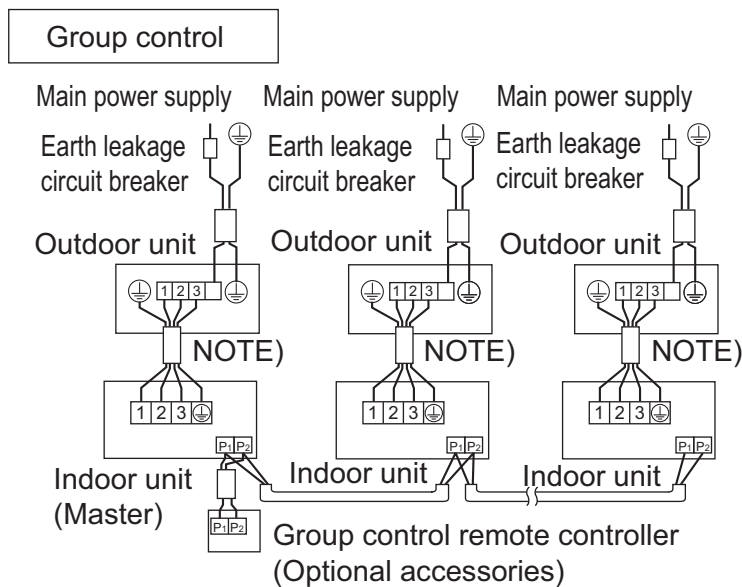 Group control
Main power supply Main power supply Main power supply
Earth leakage circuit breaker
Earth leakage circuit breaker
Earth leakage circuit breaker
Outdoor unit Outdoor unit Outdoor unit
1 2 3
1 2 3
1 2 3
NOTE) NOTE) NOTE)
1 2 3
1 2 3
1 2 3
P1 P2
P1 P2
P1 P2
Indoor unit
(Master)
Indoor unit
Indoor unit
P1 P2
Group control remote controller
(Optional accessories)